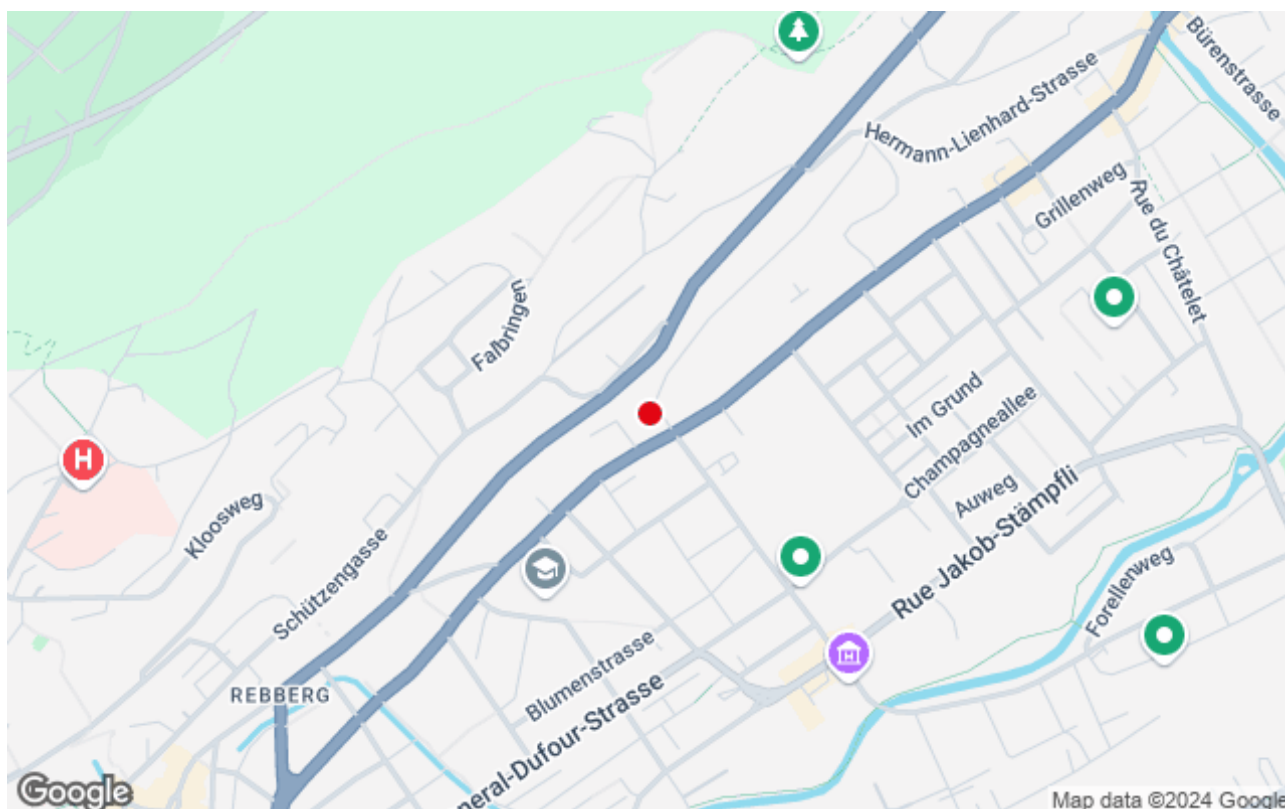 Bürenstrasse
Hermann-Lienhard-Strasse
Grillenweg
Rue du Châtelet
Falbringen
Im Grund
Champagneallee
H
Kloosweg
Auweg
Schützengasse
Rue Jakob-Stämpfli
Forellenweg
H
REBBERG
Blumenstrasse
neral-Dufour-Strasse
Google
Map data ©2024 Google